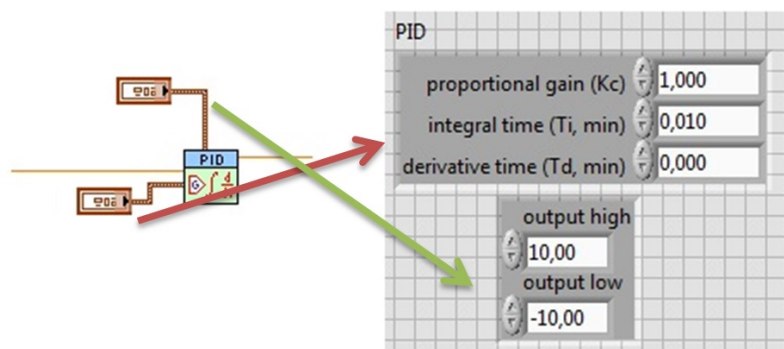 PID
proportional gain (Kc) 1,000
integral time (Ti, min) 0,010
derivative time (Td, min) 0,000
output high
10,00
output low
-10,00
PID